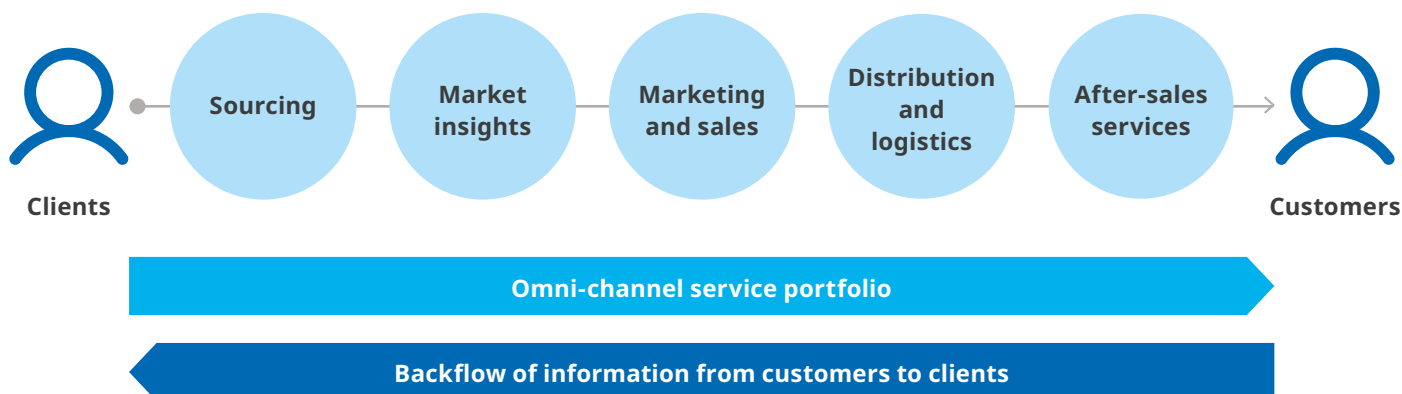 Sourcing
Market
insights
Marketing
and sales
Distribution
and
logistics
After-sales
services
Clients
Customers
Omni-channel service portfolio
Backflow of information from customers to clients